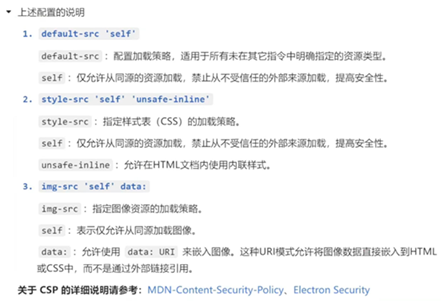 上述配置的说明
1. default-src 'self'
default-src：配置加载策略，适用于所有未在其它指令中明确指定的资源类型。
self：仅允许从同源的资源加载，禁止从不受信任的外部来源加载，提高安全性。
2. style-src 'self' 'unsafe-inline'
style-src：指定样式表（CSS）的加载策略。
self：仅允许从同源的资源加载，禁止从不受信任的外部来源加载，提高安全性。
unsafe-inline：允许在HTML文档内使用内联样式。
3. img-src 'self' data:
img-src：指定图像资源的加载策略。
self：表示仅允许从同源加载图像。
data:：允许使用 data: URI 来嵌入图像。这种URI模式允许将图像数据直接嵌入到HTML
或CSS中，而不是通过外部链接引用。
关于 CSP 的详细说明请参考：MDN-Content-Security-Policy、Electron Security